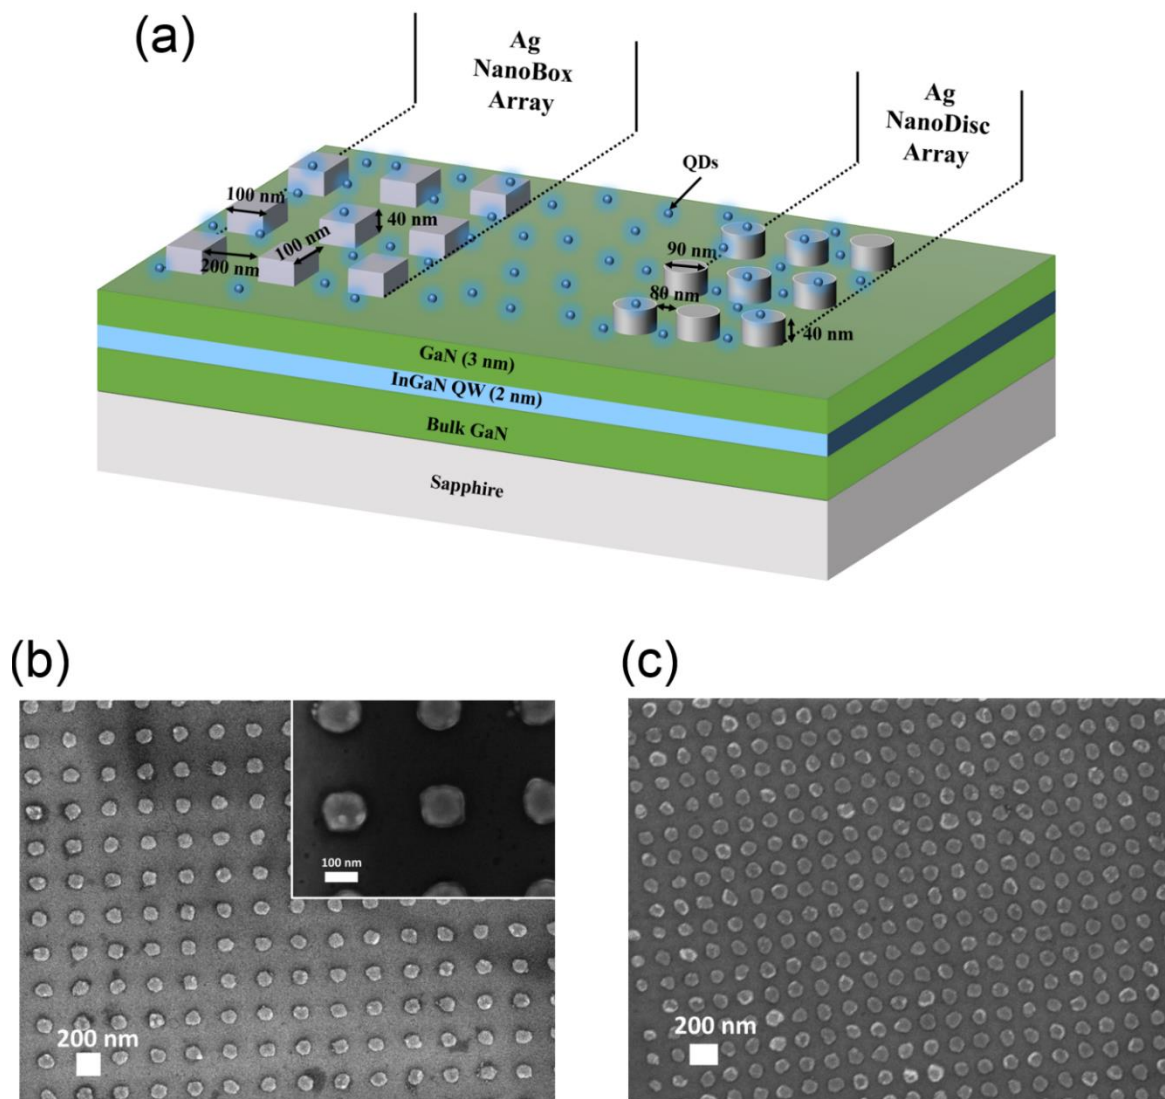 (a)
Ag
NanoBox
Array
Ag
NanoDisc
Array
QDs
100 nm
40 nm
100 nm
200 nm
90 nm
80 nm
40 nm
GaN (3 nm)
InGaN QW (2 nm)
Bulk GaN
Sapphire
(b)
(c)
100 nm
200 nm
200 nm